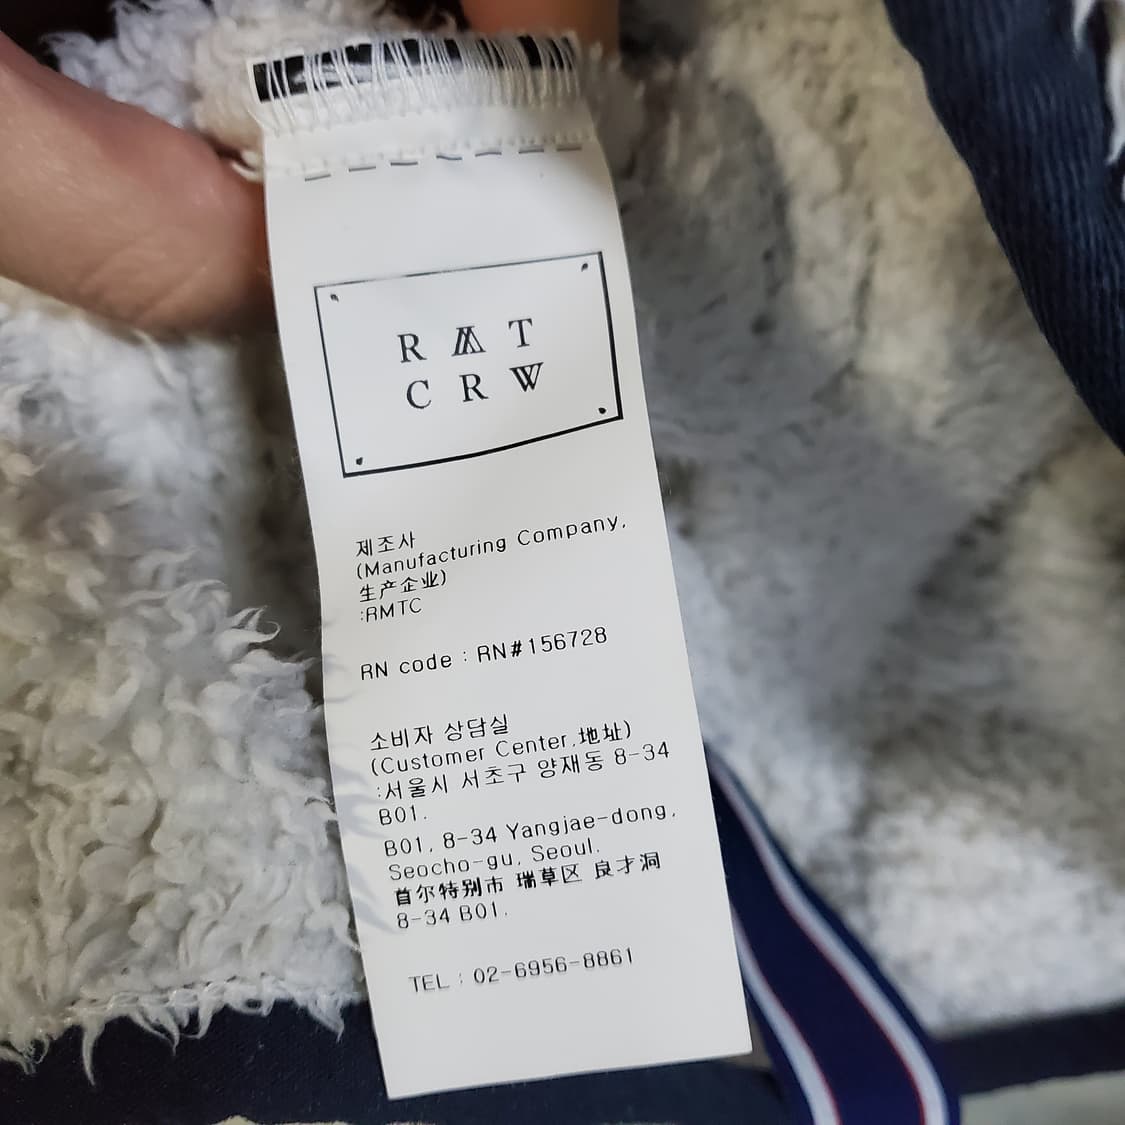 R M T
C R W
제조사
(Manufacturing Company,
生产企业)
:RMTC
RN code : RN#156728
소비자 상담실
(Customer Center,地址)
:서울시 서초구 양재동 8-34
B01.
B01, 8-34 Yangjae-dong,
Seocho-gu, Seoul.
首尔特别市 瑞草区 良才洞
8-34 B01.
TEL : 02-6956-8861